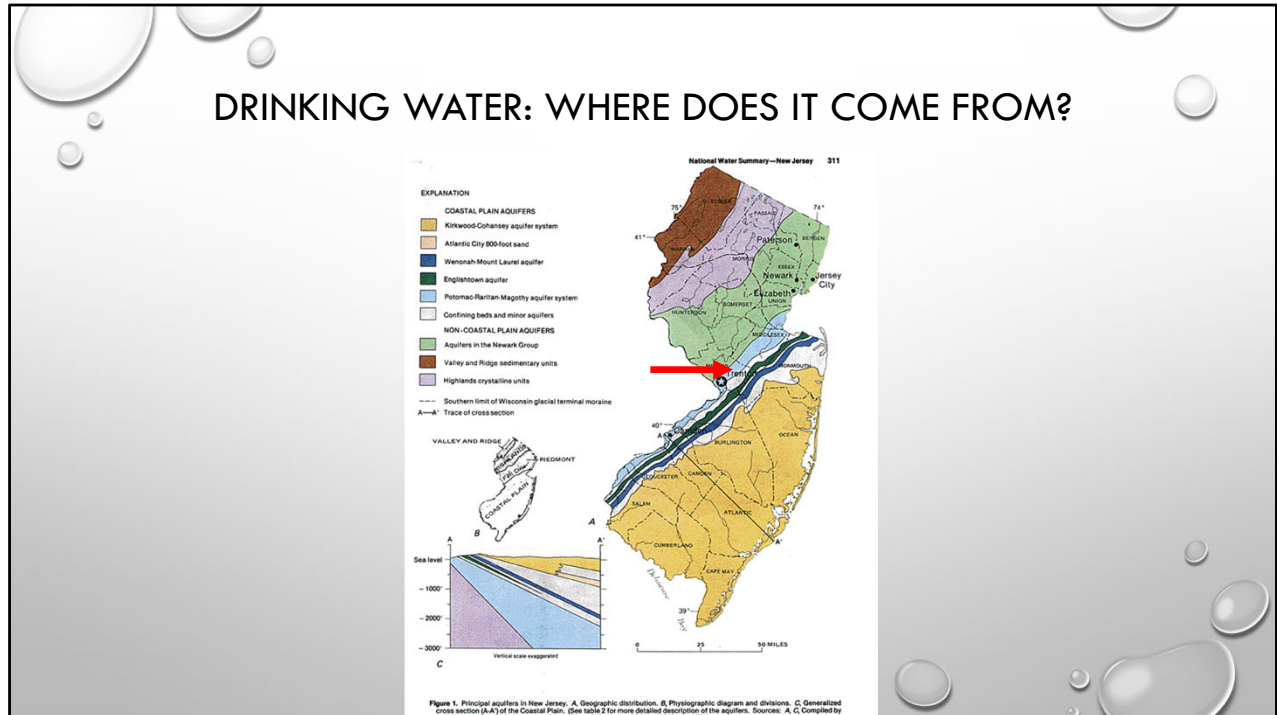 DRINKING WATER: WHERE DOES IT COME FROM?
National Water Summary—New Jersey 311
EXPLANATION
COASTAL PLAIN AQUIFERS
Kirkwood-Cohansey aquifer system
Atlantic City 800-foot sand
Wenonah-Mount Laurel aquifer
Englishtown aquifer
Potomac-Raritan-Magothy aquifer system
Confining beds and minor aquifers
NON-COASTAL PLAIN AQUIFERS
Aquifers in the Newark Group
Valley and Ridge sedimentary units
Highlands crystalline units
Southern limit of Wisconsin glacial terminal moraine
A—A' Trace of cross section
75°
74°
41°
PASSAIC
BERGEN
Paterson
MORRIS
ESSEX
Newark
Jersey
City
Elizabeth
UNION
SOMERSET
HUNTERDON
MIDDLESEX
Trenton
MONMOUTH
40°
A
OCEAN
BURLINGTON
CAMDEN
GLOUCESTER
SALEM
ATLANTIC
A'
CUMBERLAND
CAPE MAY
Delaware
Bay
39°
A
0 25 50 MILES
VALLEY AND RIDGE
HIGHLANDS
PIEDMONT
COASTAL PLAIN
B
A A'
Sea level
– 1000'
– 2000'
– 3000'
Vertical scale exaggerated
C
Figure 1. Principal aquifers in New Jersey. A, Geographic distribution. B, Physiographic diagram and divisions. C, Generalized
cross section (A-A') of the Coastal Plain. (See table 2 for more detailed description of the aquifers. Sources: A, C, Compiled by